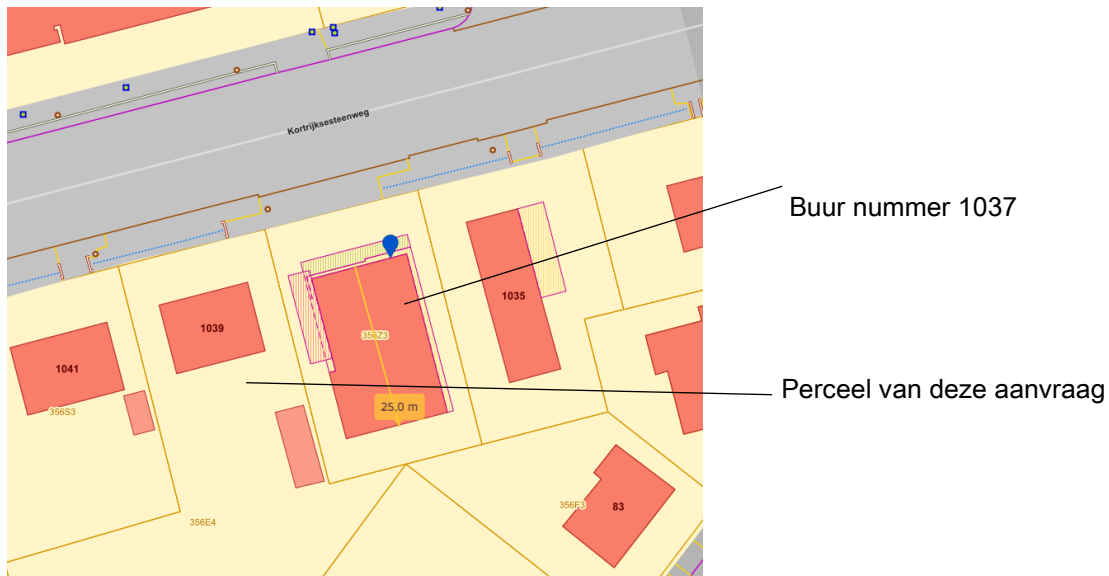 Kortrijksesteenweg
Buur nummer 1037
1035
1039
356Z3
1041
Perceel van deze aanvraag
25,0 m
356S3
356F3
83
356E4